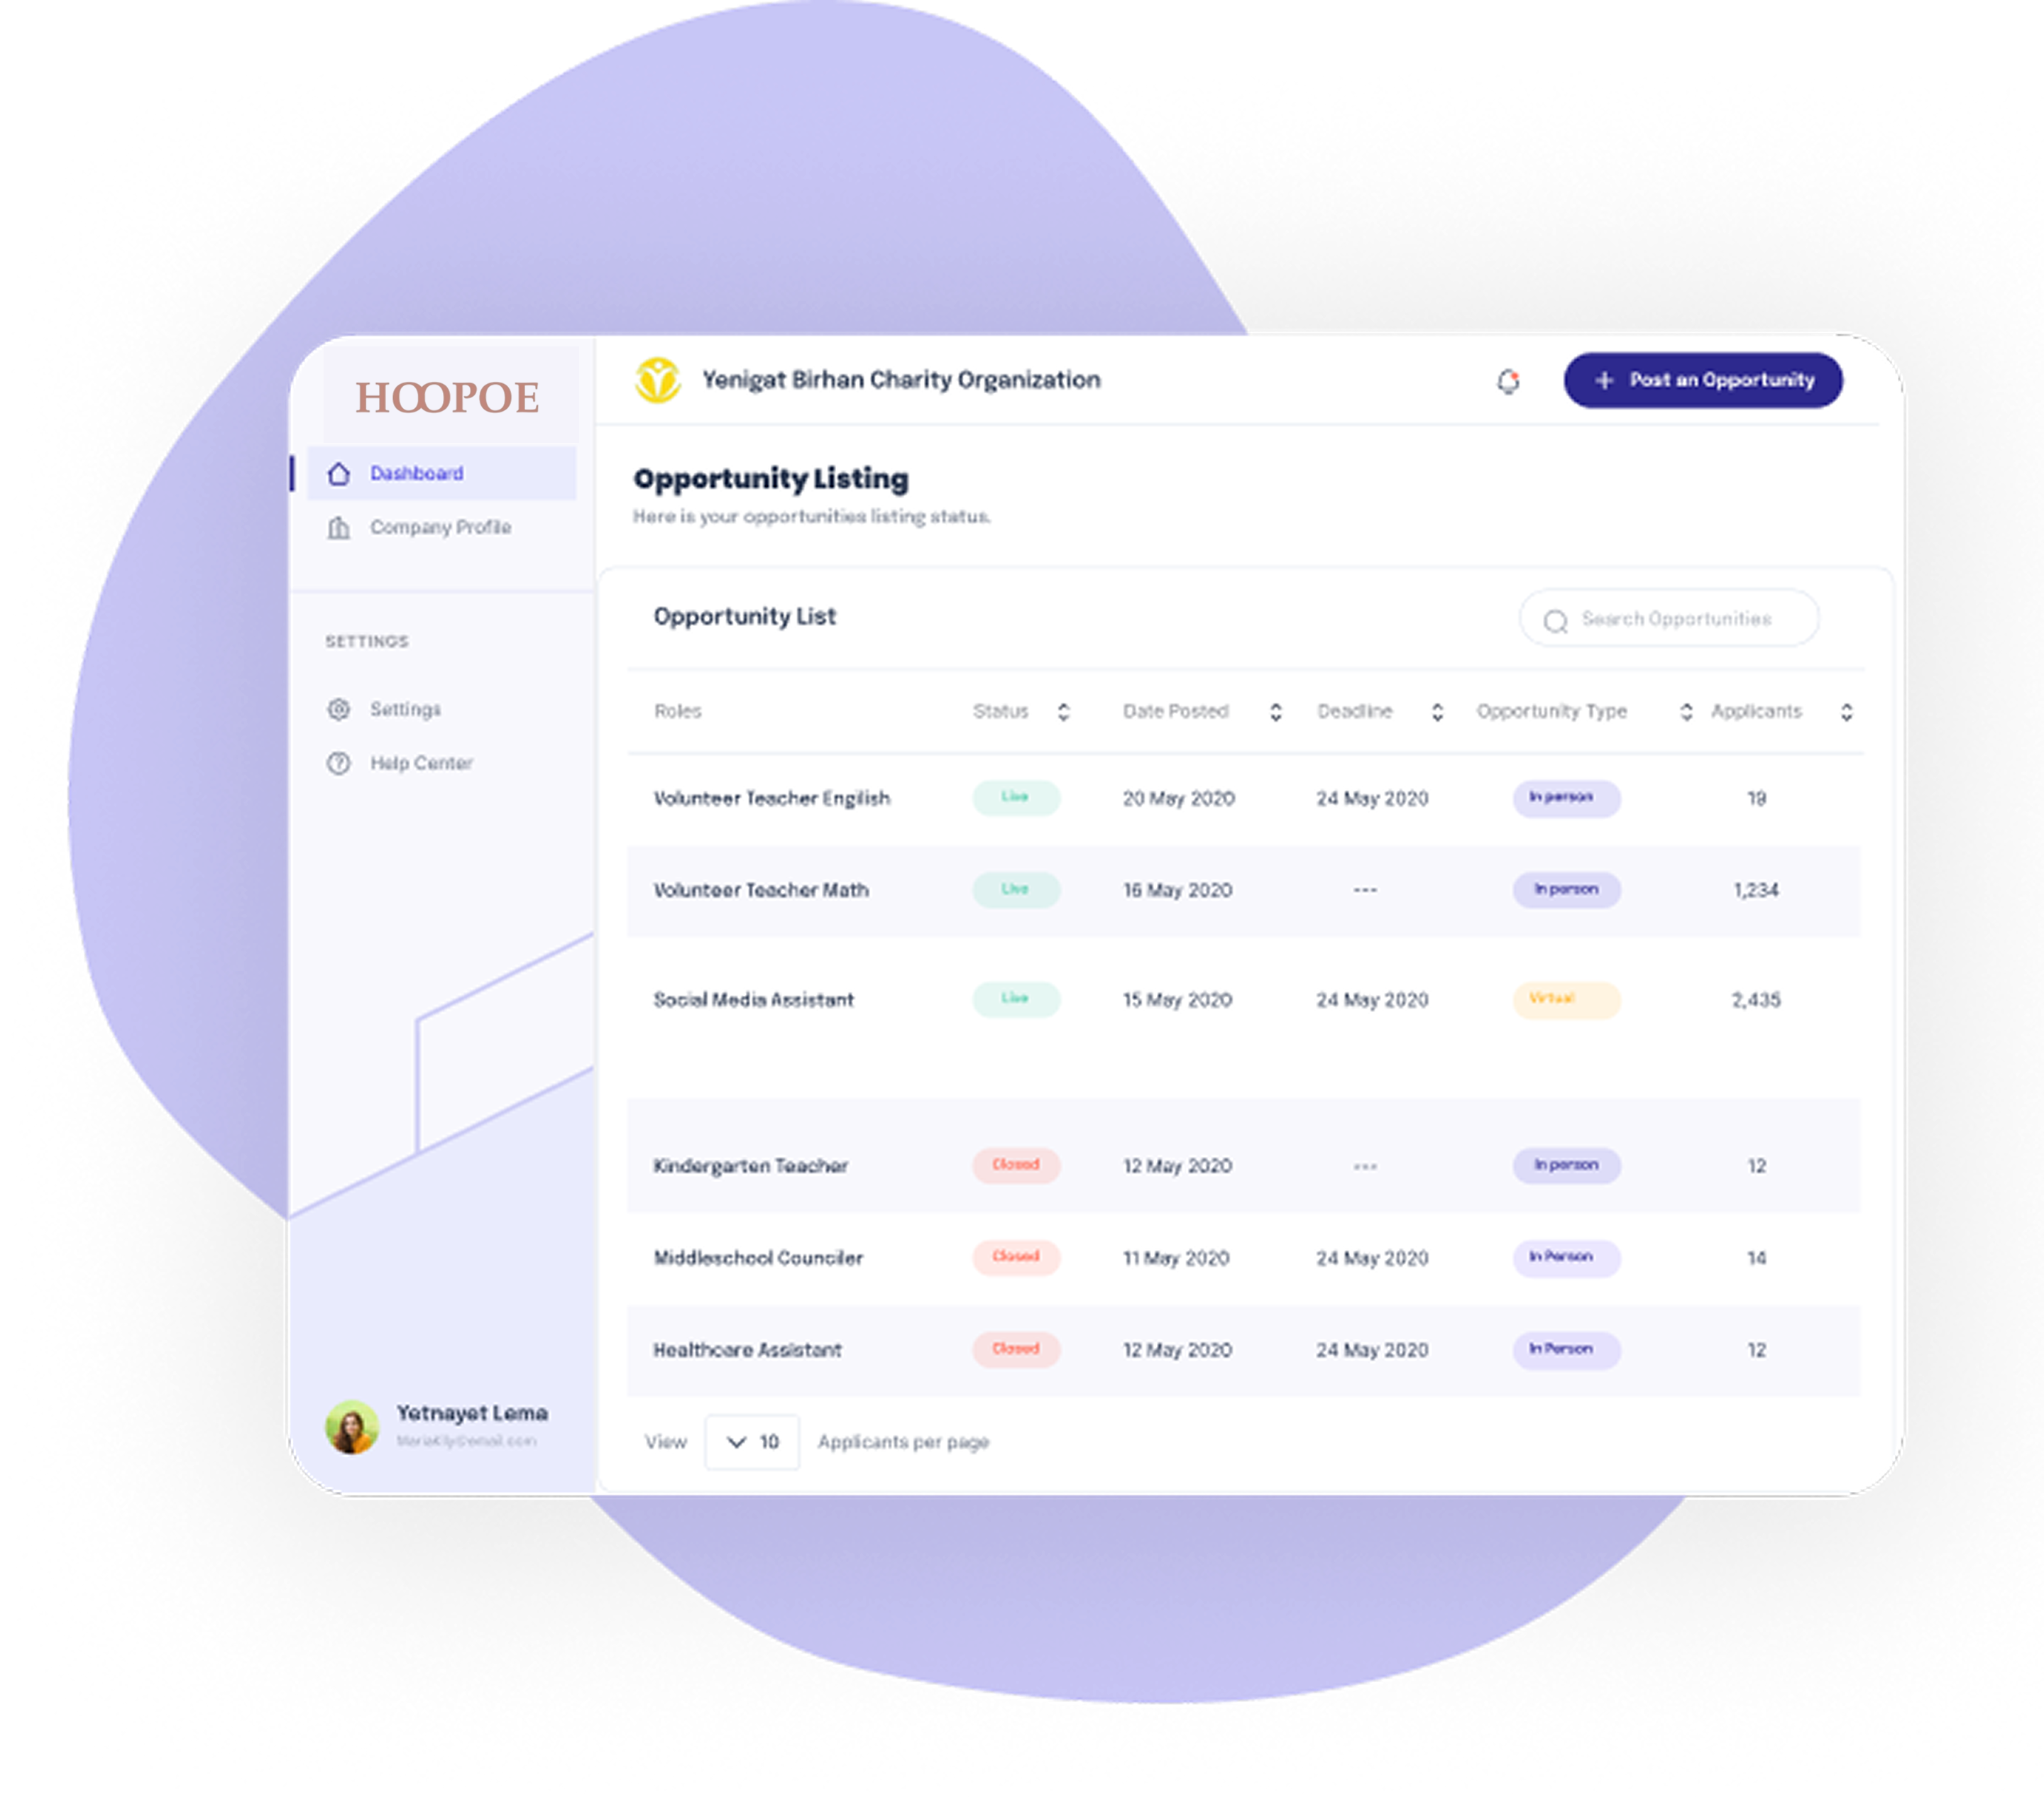 HOOPOE
Yenigat Birhan Charity Organization
+ Post an Opportunity
Dashboard
Company Profile
SETTINGS
Settings
Help Center
Opportunity Listing
Here is your opportunities listing status.
Opportunity List
Search Opportunities
Roles Status Date Posted Deadline Opportunity Type Applicants
Volunteer Teacher Engilish Live 20 May 2020 24 May 2020 In person 19
Volunteer Teacher Math Live 16 May 2020 --- In person 1,234
Social Media Assistant Live 15 May 2020 24 May 2020 Virtual 2,435
Kindergarten Teacher Closed 12 May 2020 --- In person 12
Middleschool Counciler Closed 11 May 2020 24 May 2020 In Person 14
Healthcare Assistant Closed 12 May 2020 24 May 2020 In Person 12
View 10 Applicants per page
Yetnayet Lema